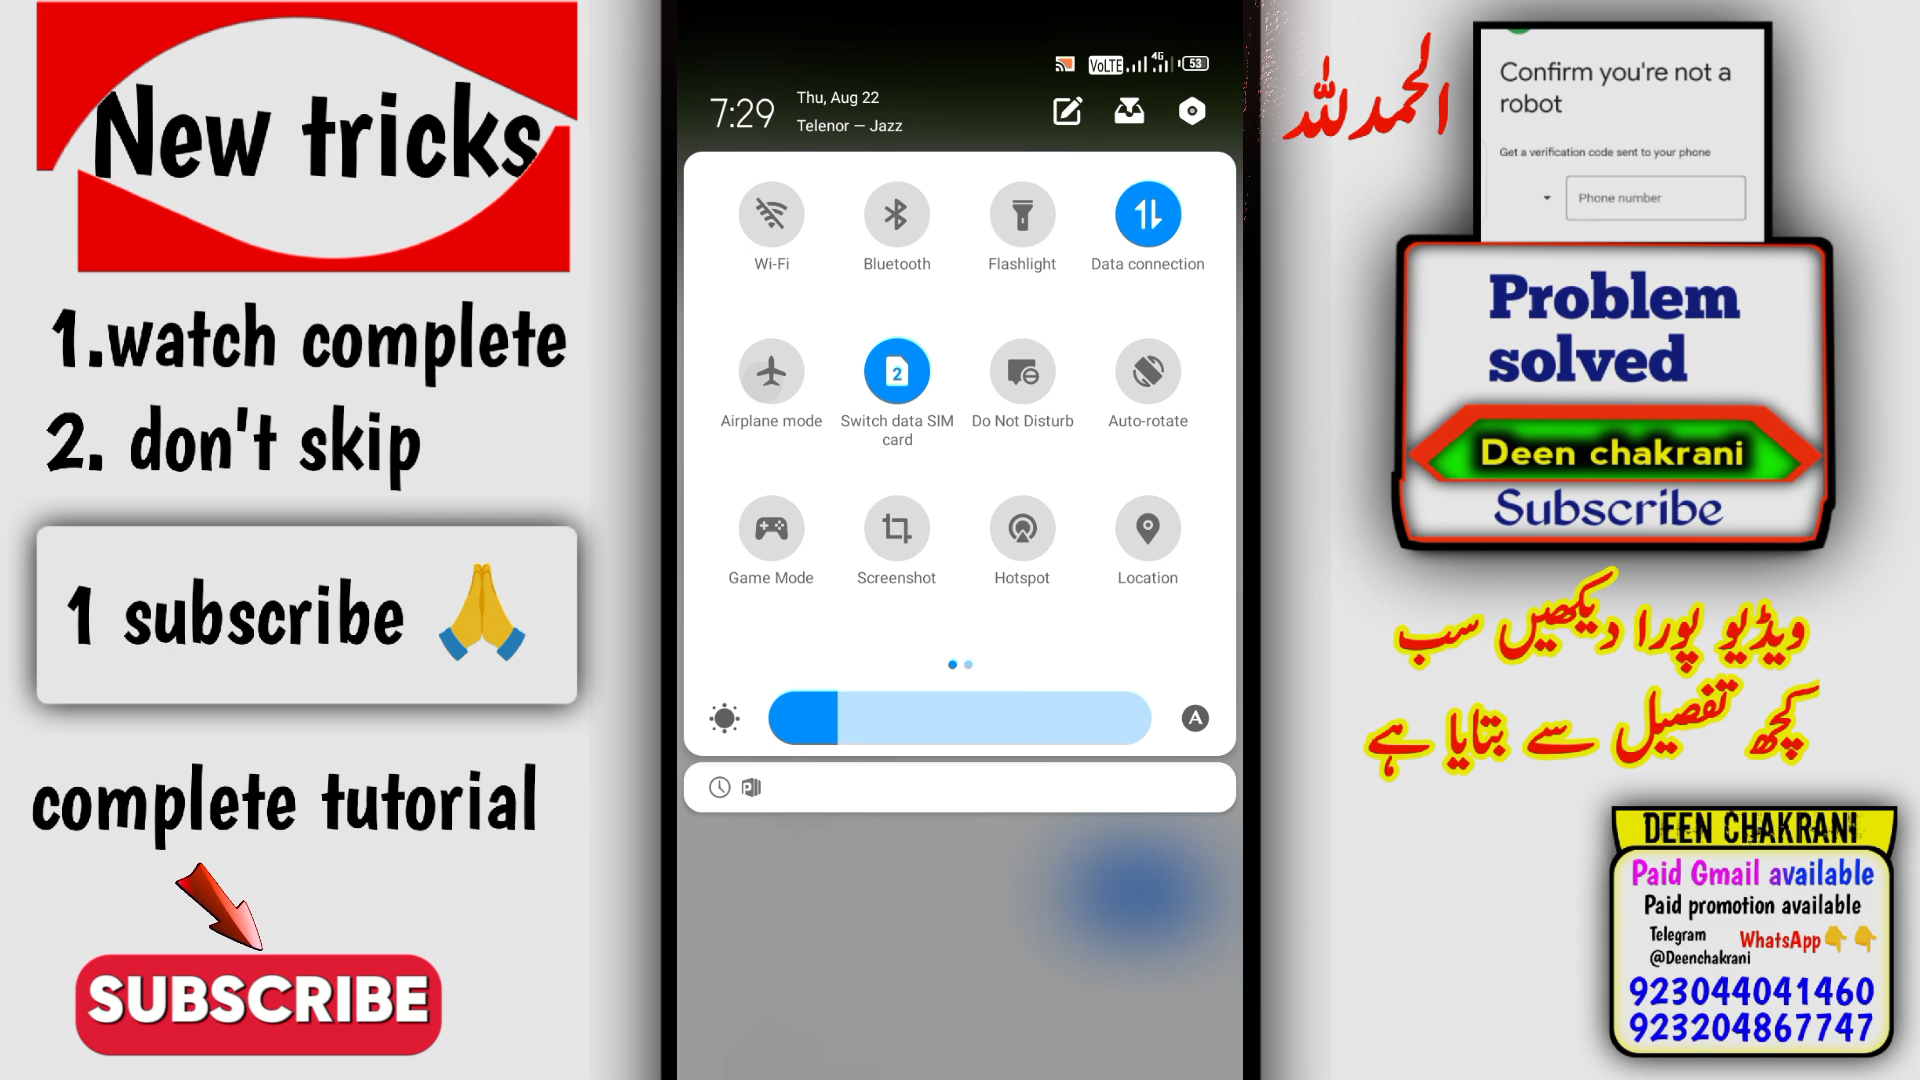 New tricks
1.watch complete
2. don't skip
1 subscribe 🙏
complete tutorial
SUBSCRIBE
VoLTE 4G 53
7:29
Thu, Aug 22
Telenor — Jazz
Wi-Fi
Bluetooth
Flashlight
Data connection
Airplane mode
2
Switch data SIM
card
Do Not Disturb
Auto-rotate
Game Mode
Screenshot
Hotspot
Location
A
الحمدللہ
Confirm you're not a
robot
Get a verification code sent to your phone
Phone number
Problem
solved
Deen chakrani
Subscribe
ویڈیو پورا دیکھیں سب
کچھ تفصیل سے بتایا ہے
DEEN CHAKRANI
Paid Gmail available
Paid promotion available
Telegram
@Deenchakrani
WhatsApp👇👇
923044041460
923204867747